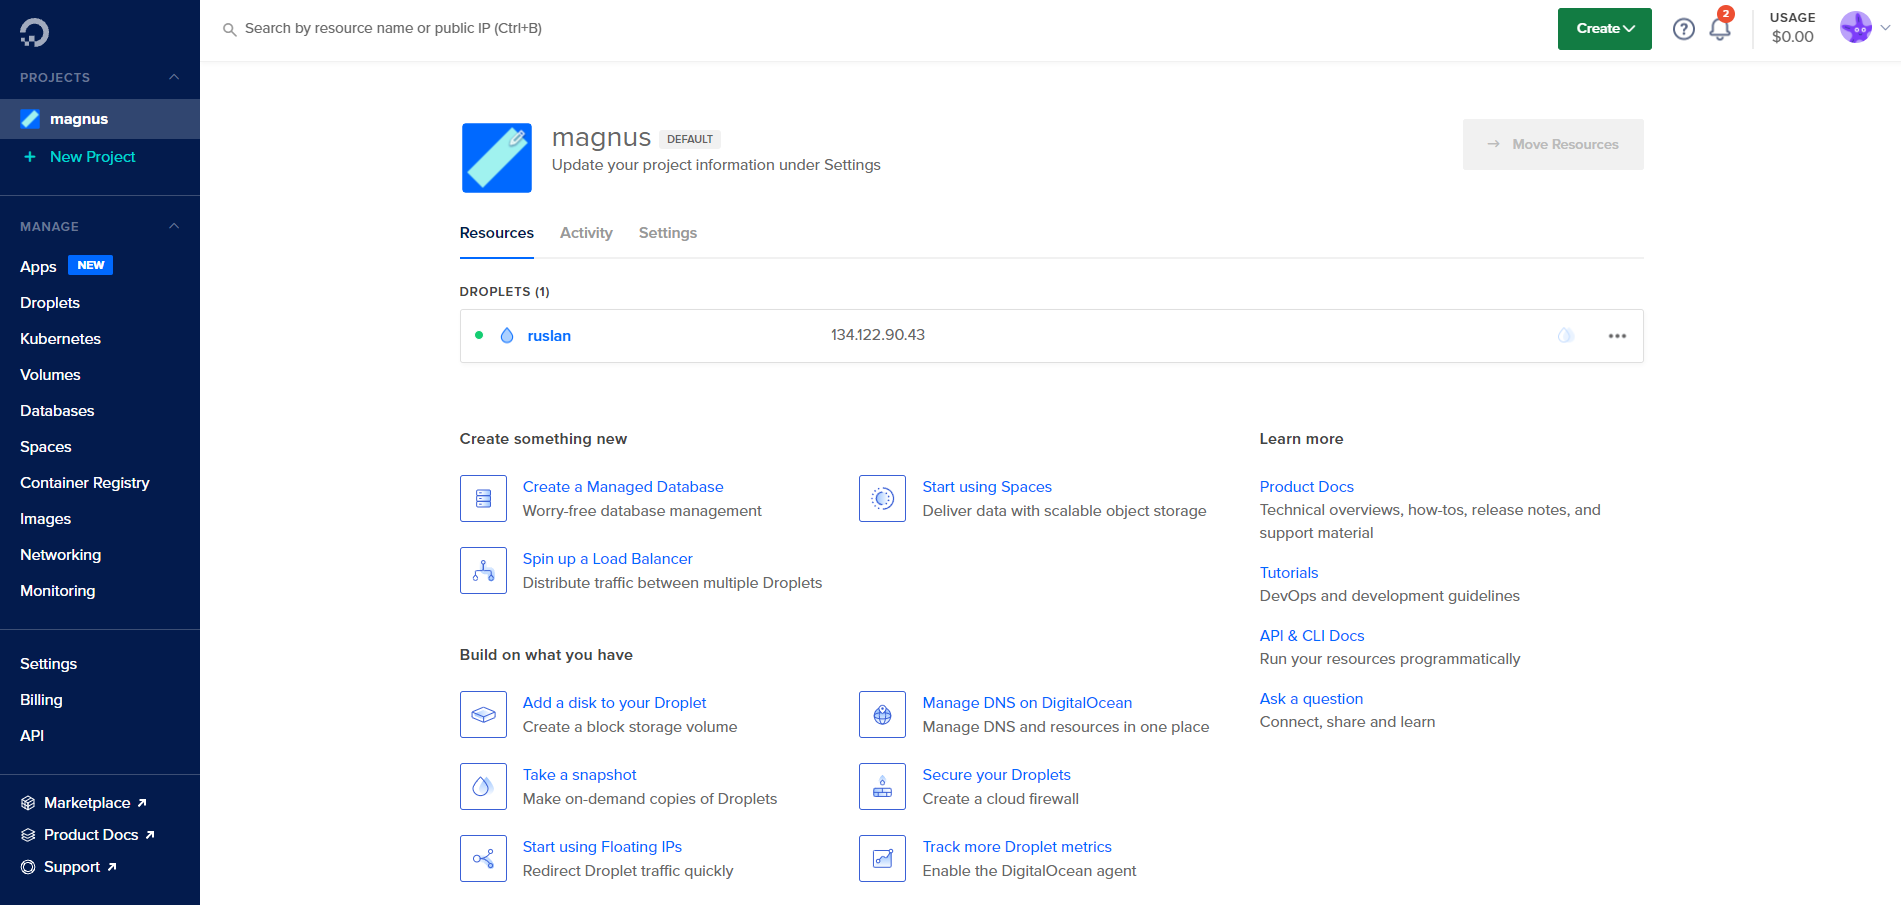 PROJECTS
magnus
+ New Project
MANAGE
Apps NEW
Droplets
Kubernetes
Volumes
Databases
Spaces
Container Registry
Images
Networking
Monitoring
Settings
Billing
API
Marketplace
Product Docs
Support
Search by resource name or public IP (Ctrl+B)
Create
2
USAGE
$0.00
magnus DEFAULT
Update your project information under Settings
→ Move Resources
Resources Activity Settings
DROPLETS (1)
ruslan 134.122.90.43
Create something new
Create a Managed Database
Worry-free database management
Start using Spaces
Deliver data with scalable object storage
Spin up a Load Balancer
Distribute traffic between multiple Droplets
Build on what you have
Add a disk to your Droplet
Create a block storage volume
Manage DNS on DigitalOcean
Manage DNS and resources in one place
Take a snapshot
Make on-demand copies of Droplets
Secure your Droplets
Create a cloud firewall
Start using Floating IPs
Redirect Droplet traffic quickly
Track more Droplet metrics
Enable the DigitalOcean agent
Learn more
Product Docs
Technical overviews, how-tos, release notes, and
support material
Tutorials
DevOps and development guidelines
API & CLI Docs
Run your resources programmatically
Ask a question
Connect, share and learn